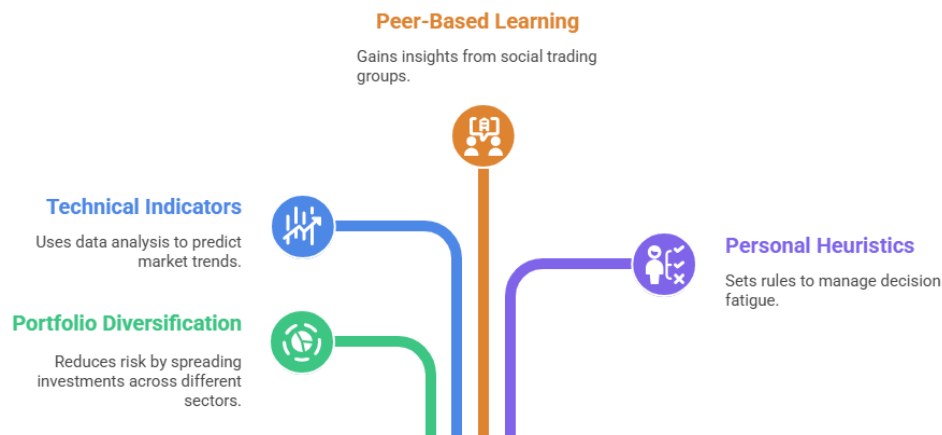 Peer-Based Learning
Gains insights from social trading
groups.
Technical Indicators
Uses data analysis to predict
market trends.
Personal Heuristics
Sets rules to manage decision
fatigue.
Portfolio Diversification
Reduces risk by spreading
investments across different
sectors.